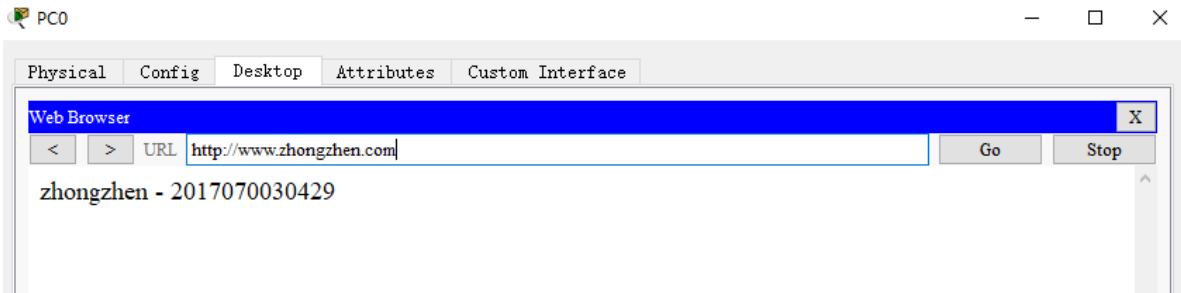 PC0
Physical Config Desktop Attributes Custom Interface
Web Browser X
< > URL http://www.zhongzhen.com Go Stop
zhongzhen - 2017070030429